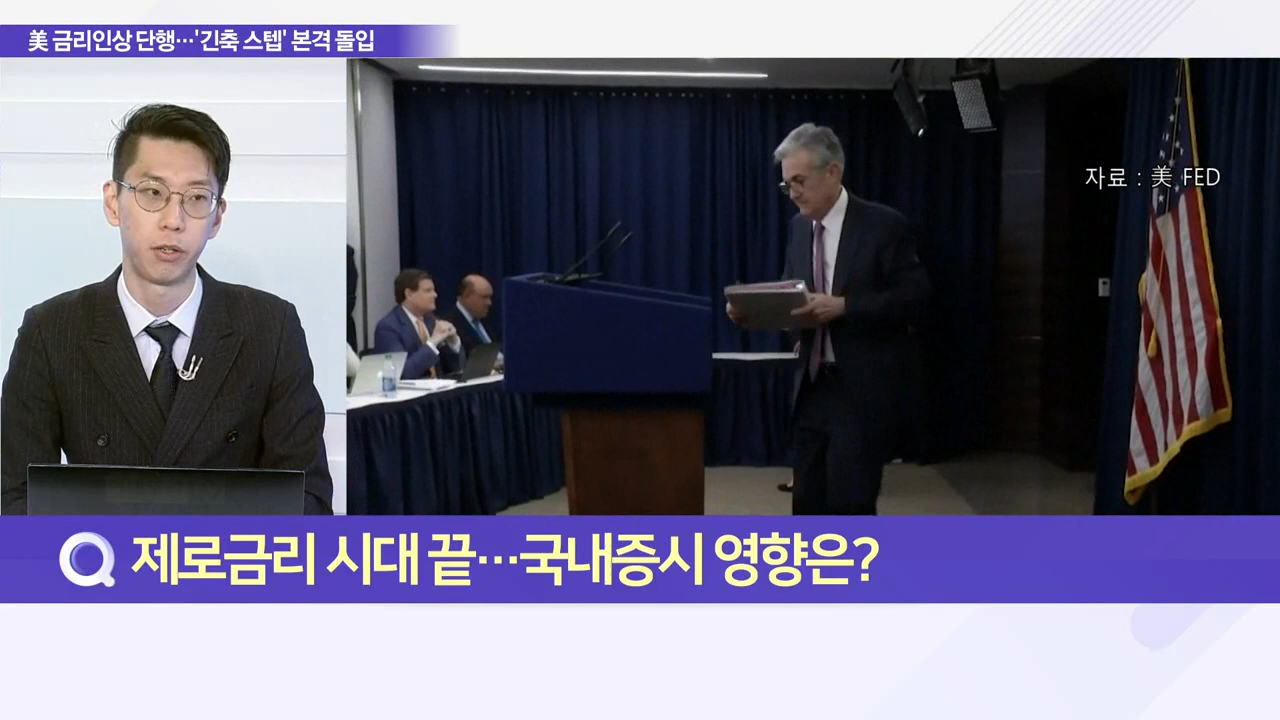 美 금리인상 단행…'긴축 스텝' 본격 돌입
자료 : 美 FED
Q 제로금리 시대 끝…국내증시 영향은?